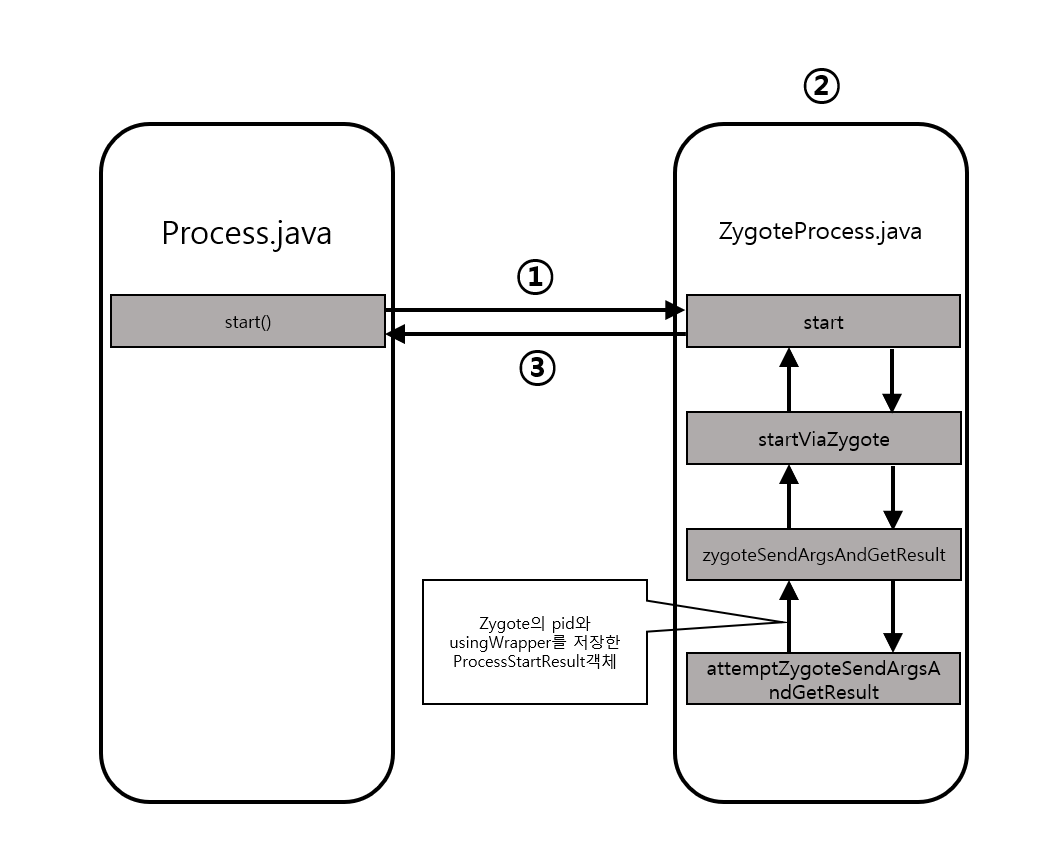 ②
Process.java
ZygoteProcess.java
①
start()
start
③
startViaZygote
zygoteSendArgsAndGetResult
Zygote의 pid와
usingWrapper를 저장한
ProcessStartResult객체
attemptZygoteSendArgsA
ndGetResult